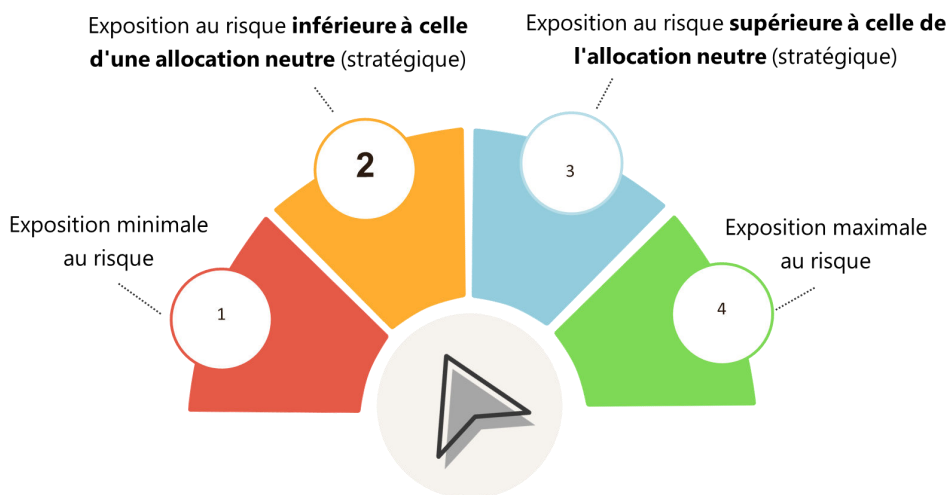 Exposition au risque inférieure à celle
d'une allocation neutre (stratégique)
Exposition au risque supérieure à celle de
l'allocation neutre (stratégique)
2
3
Exposition minimale
au risque
Exposition maximale
au risque
1
4